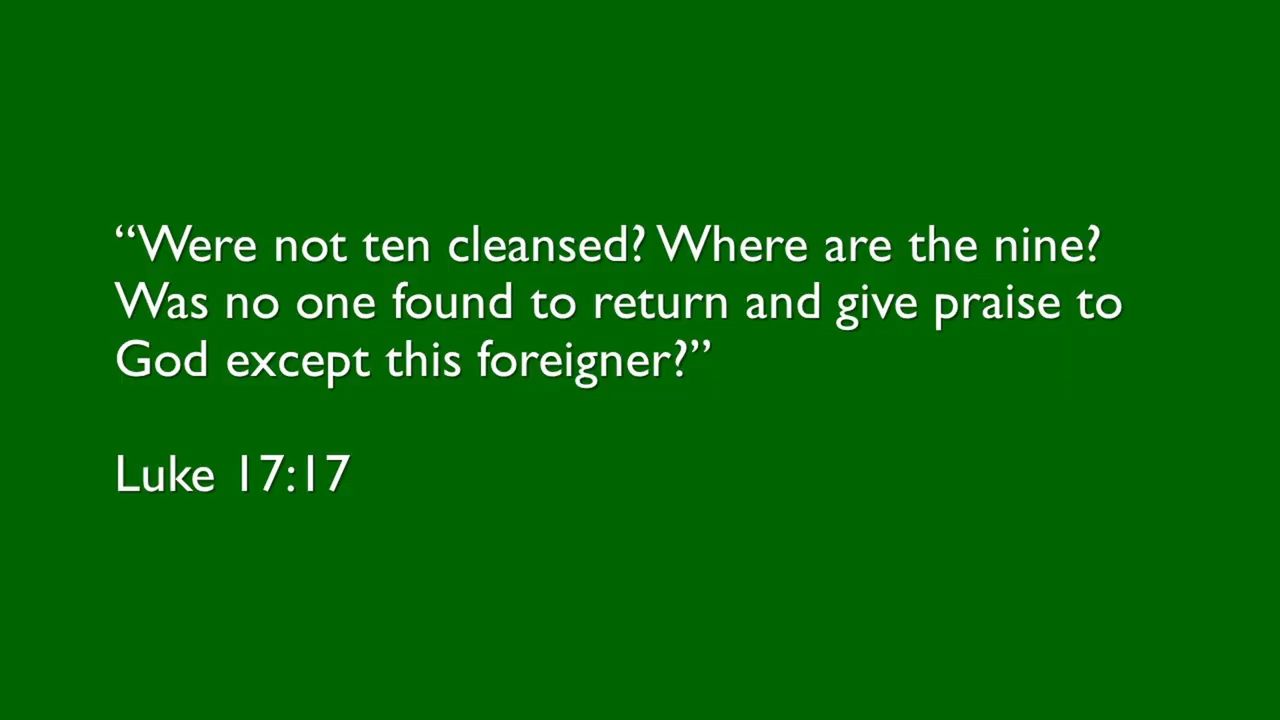 “Were not ten cleansed? Where are the nine?
Was no one found to return and give praise to
God except this foreigner?”
Luke 17:17